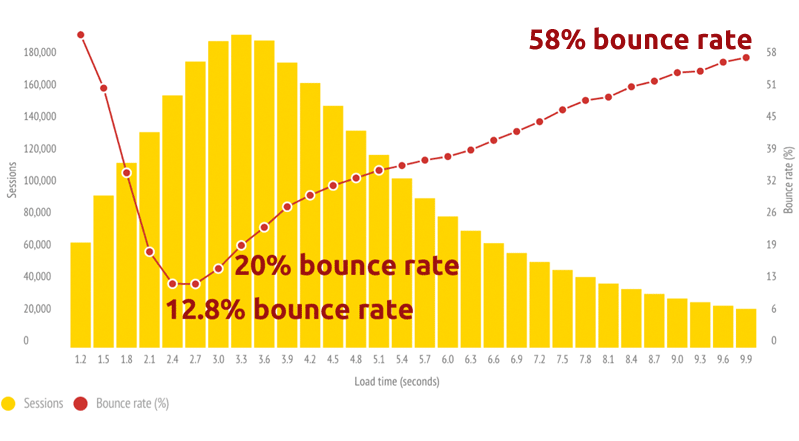 58% bounce rate
180,000
160,000
140,000
120,000
100,000
80,000
60,000
40,000
20,000
0
Sessions
58
51
45
39
32
26
19
13
6
0
Bounce rate (%)
20% bounce rate
12.8% bounce rate
1.2 1.5 1.8 2.1 2.4 2.7 3.0 3.3 3.6 3.9 4.2 4.5 4.8 5.1 5.4 5.7 6.0 6.3 6.6 6.9 7.2 7.5 7.8 8.1 8.4 8.7 9.0 9.3 9.6 9.9
Load time (seconds)
Sessions Bounce rate (%)